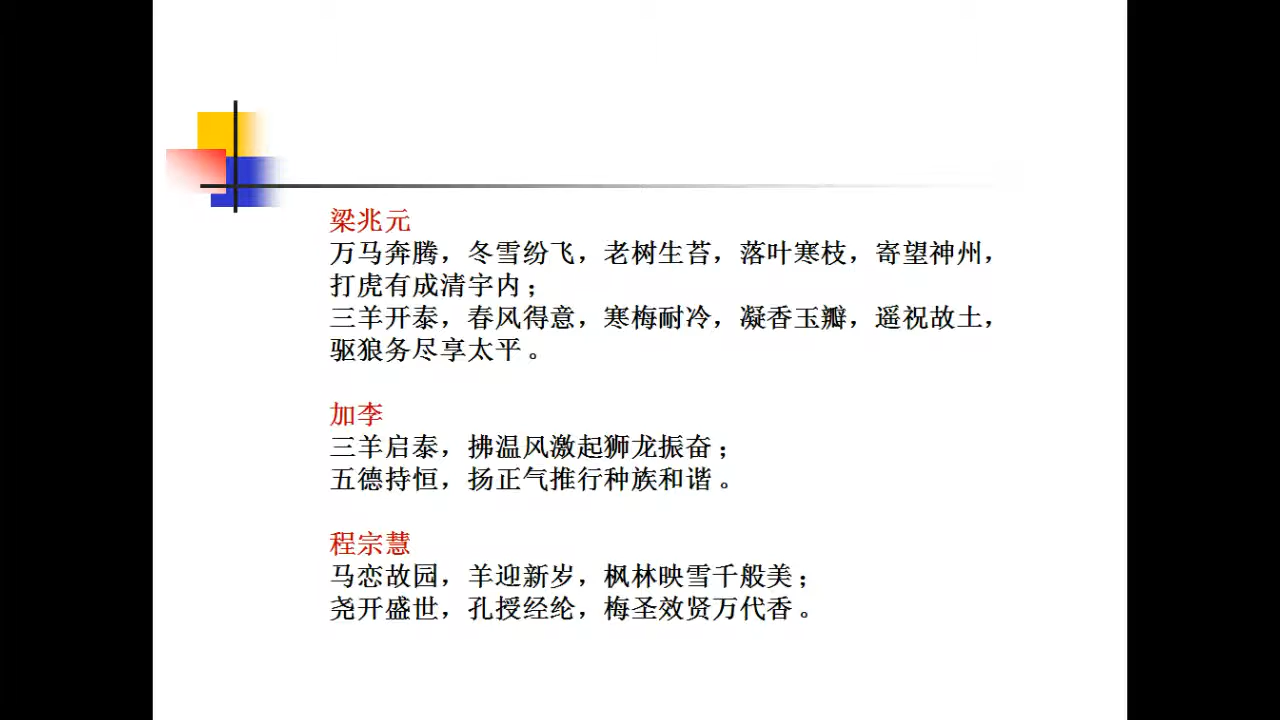 梁兆元
万马奔腾，冬雪纷飞，老树生苔，落叶寒枝，寄望神州，
打虎有成清宇内；
三羊开泰，春风得意，寒梅耐冷，凝香玉瓣，遥祝故土，
驱狼务尽享太平。
加李
三羊启泰，拂温风激起狮龙振奋；
五德持恒，扬正气推行种族和谐。
程宗慧
马恋故园，羊迎新岁，枫林映雪千般美；
尧开盛世，孔授经纶，梅圣效贤万代香。